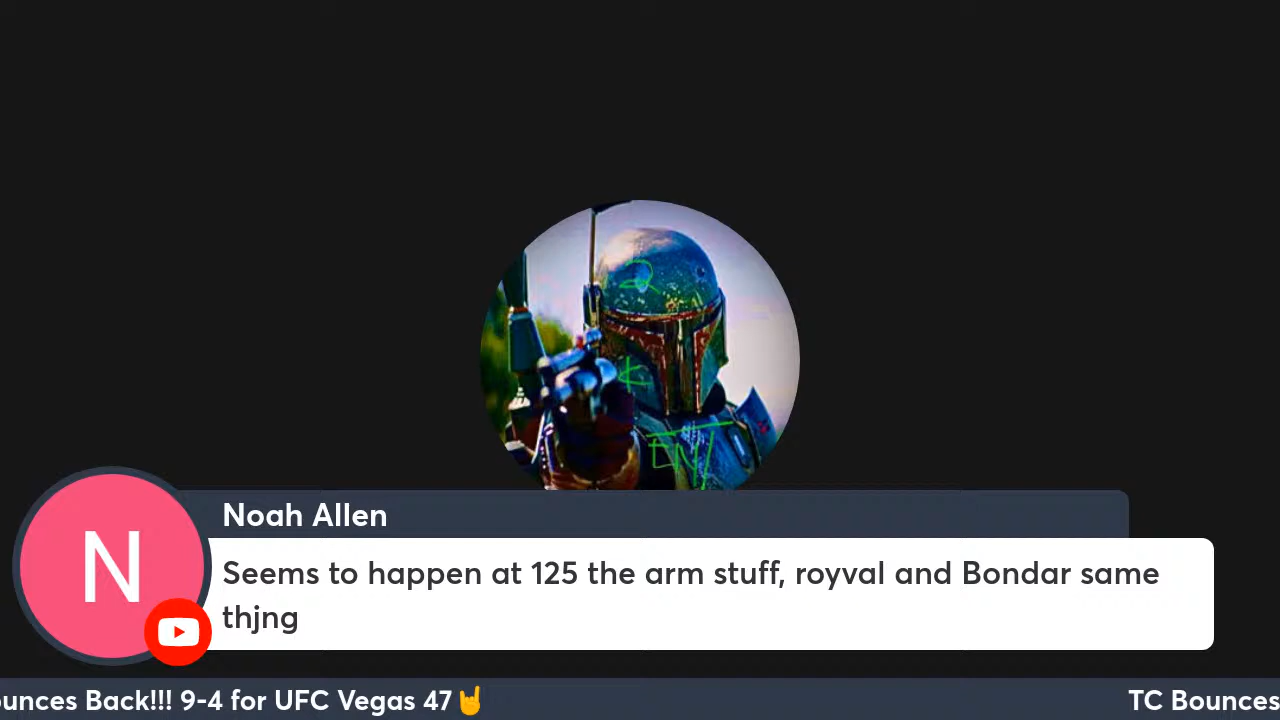 N
Noah Allen
Seems to happen at 125 the arm stuff, royval and Bondar same
thjng
ounces Back!!! 9-4 for UFC Vegas 47🤘 TC Bounces